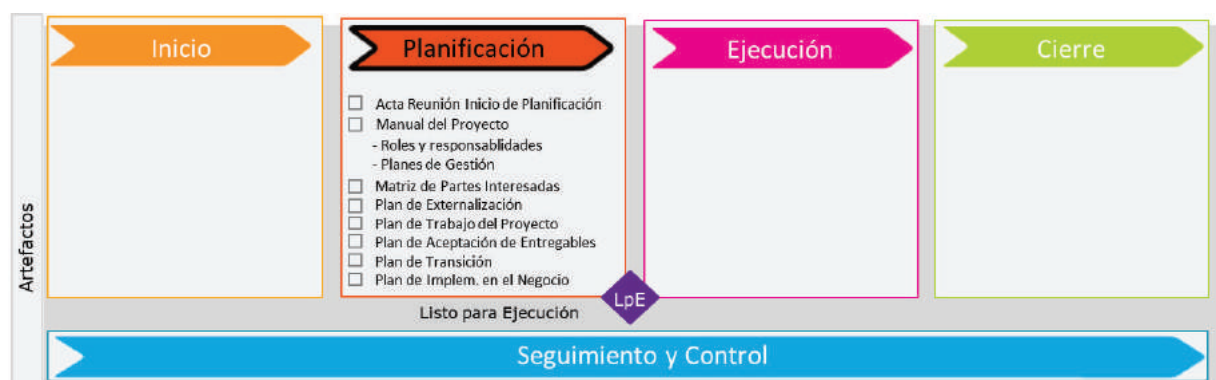 Inicio
Planificación
Ejecución
Cierre
Acta Reunión Inicio de Planificación
Manual del Proyecto
- Roles y responsablidades
- Planes de Gestión
Matriz de Partes Interesadas
Plan de Externalización
Plan de Trabajo del Proyecto
Plan de Aceptación de Entregables
Plan de Transición
Plan de Implem. en el Negocio
Artefactos
LpE
Listo para Ejecución
Seguimiento y Control